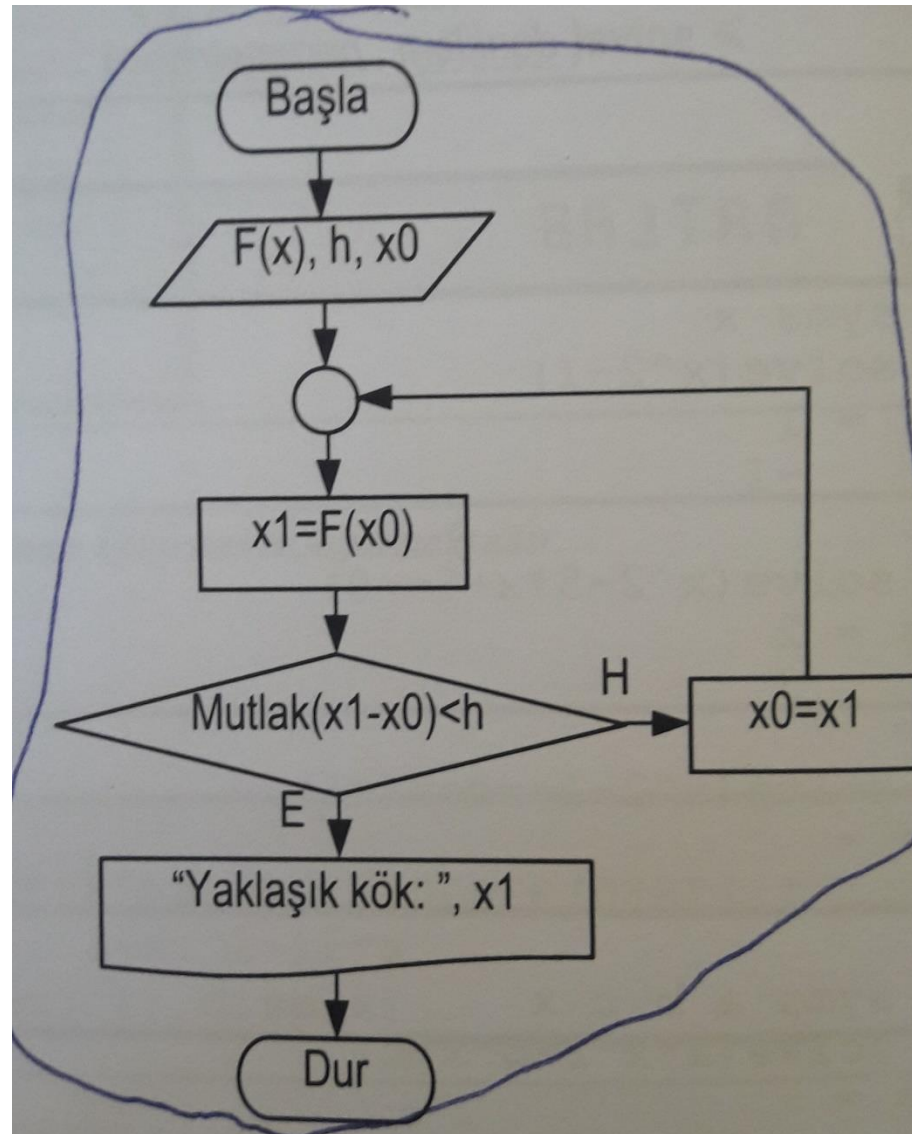 Başla
F(x), h, x0
x1=F(x0)
Mutlak(x1-x0)<h
H
x0=x1
E
“Yaklaşık kök: ”, x1
Dur